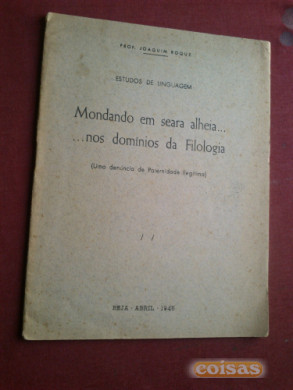 PROF. JOAQUIM ROQUE
ESTUDOS DE LINGUAGEM
Mondando em seara alheia...
...nos domínios da Filologia
(Uma denúncia de Paternidade Ilegítima)
BEJA - ABRIL - 1949
coisas